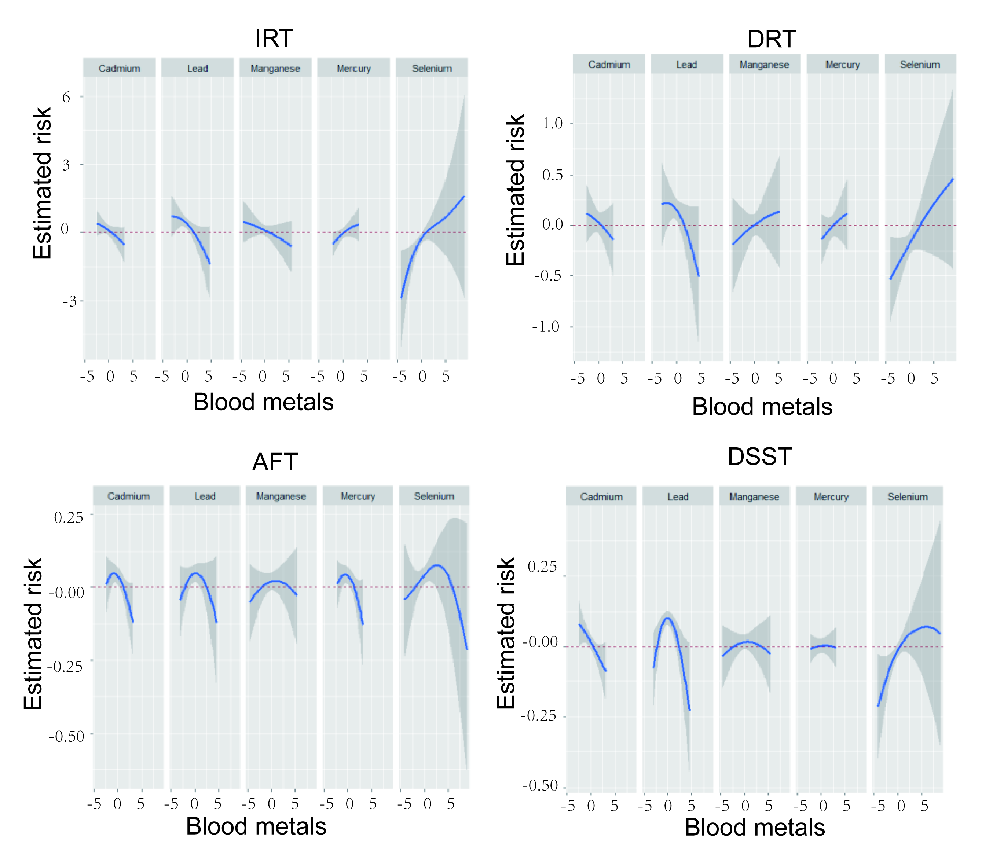 IRT
Cadmium Lead Manganese Mercury Selenium
6
3
0
-3
Estimated risk
-5 0 5 -5 0 5 -5 0 5 -5 0 5 -5 0 5
Blood metals
DRT
Cadmium Lead Manganese Mercury Selenium
1.0
0.5
0.0
-0.5
-1.0
Estimated risk
-5 0 5 -5 0 5 -5 0 5 -5 0 5 -5 0 5
Blood metals
AFT
Cadmium Lead Manganese Mercury Selenium
0.25
-0.00
-0.25
-0.50
Estimated risk
-5 0 5 -5 0 5 -5 0 5 -5 0 5 -5 0 5
Blood metals
DSST
Cadmium Lead Manganese Mercury Selenium
0.25
-0.00
-0.25
-0.50
Estimated risk
-5 0 5 -5 0 5 -5 0 5 -5 0 5 -5 0 5
Blood metals